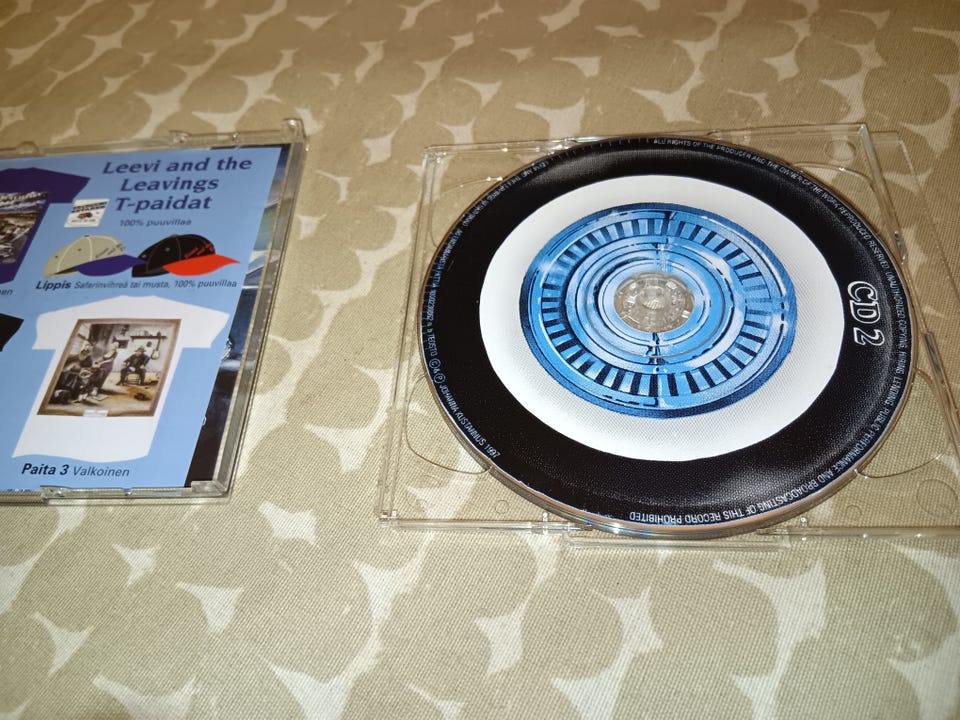 Leevi and the
Leavings
T-paidat
100% puuvillaa
nen
Lippis Safarinvihreä tai musta, 100% puuvillaa
Paita 3 Valkoinen
CD 2
ALL RIGHTS OF THE PRODUCER AND THE OWNER OF THE WORK REPRODUCED RESERVED. UNAUTHORIZED COPYING, HIRING, LENDING, PUBLIC PERFORMANCE AND BROADCASTING OF THIS RECORD PROHIBITED
JOHANNA KUSTANNUS 1997